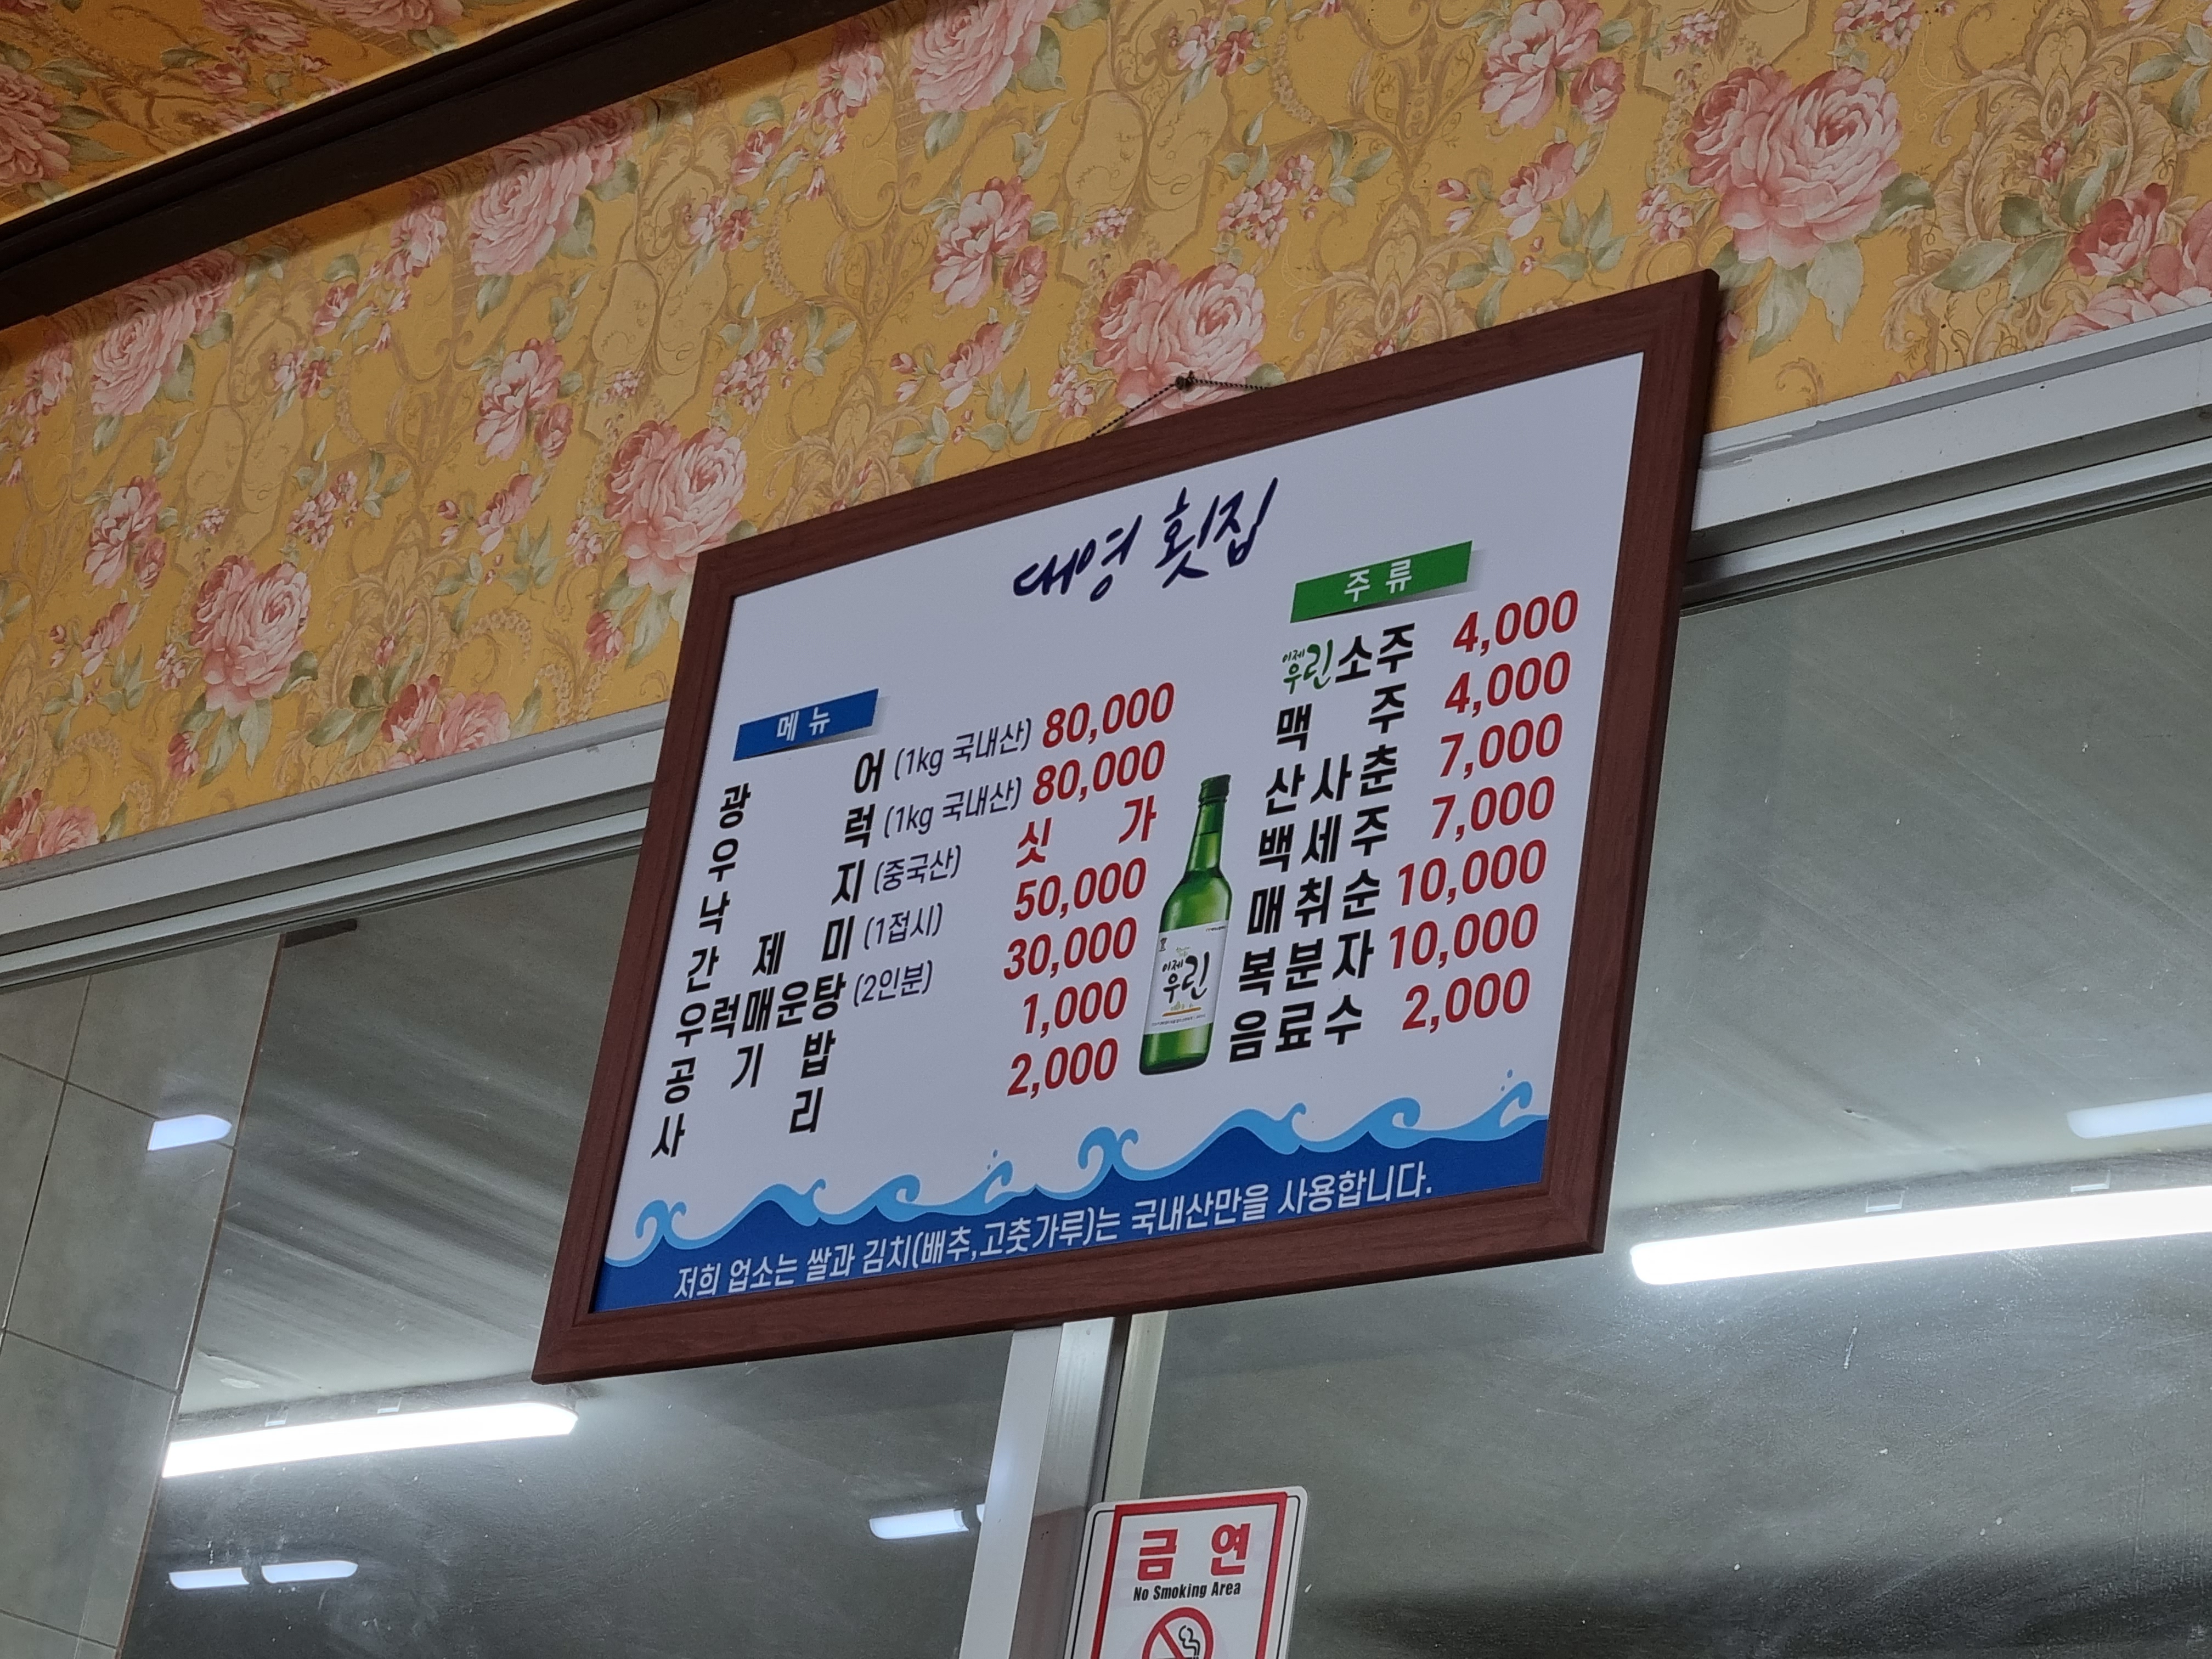 대영 횟집
메뉴
광어 (1kg 국내산) 80,000
우럭 (1kg 국내산) 80,000
낙지 (중국산) 싯가
간제미 (1접시) 50,000
우럭매운탕 (2인분) 30,000
공기밥 1,000
사리 2,000
주류
이제 우린 소주 4,000
맥주 4,000
산사춘 7,000
백세주 7,000
매취순 10,000
복분자 10,000
음료수 2,000
이제
우린
저희 업소는 쌀과 김치(배추,고춧가루)는 국내산만을 사용합니다.
금연
No Smoking Area